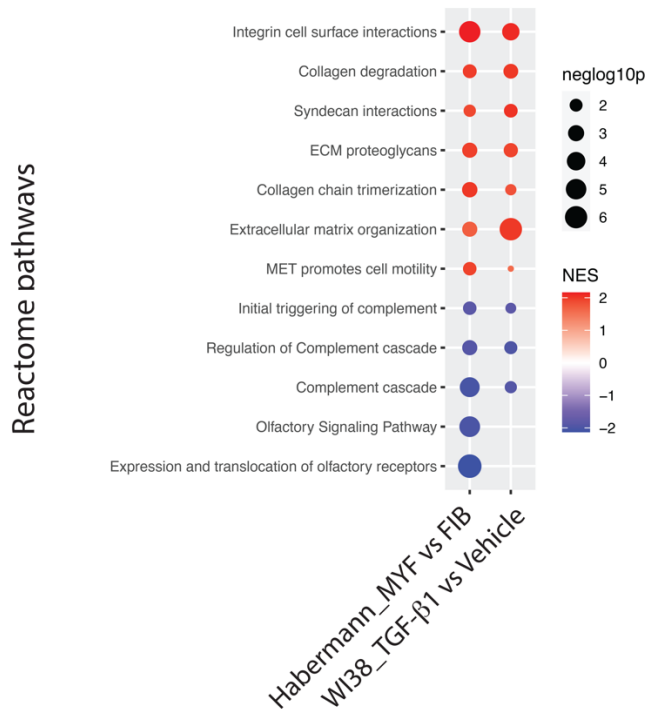 Reactome pathways
Integrin cell surface interactions
Collagen degradation
Syndecan interactions
ECM proteoglycans
Collagen chain trimerization
Extracellular matrix organization
MET promotes cell motility
Initial triggering of complement
Regulation of Complement cascade
Complement cascade
Olfactory Signaling Pathway
Expression and translocation of olfactory receptors
Habermann_MYF vs FIB
WI38_TGF-β1 vs Vehicle
neglog10p
2
3
4
5
6
NES
2
1
0
−1
−2